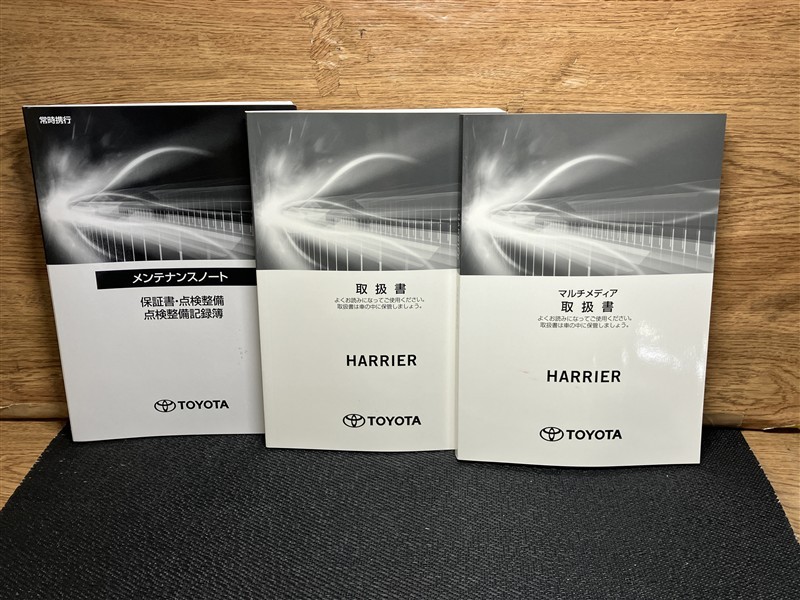 常時携行
メンテナンスノート
保証書・点検整備
点検整備記録簿
TOYOTA
取扱書
よくお読みになってご使用ください。
取扱書は車の中に保管しましょう。
HARRIER
TOYOTA
マルチメディア
取扱書
よくお読みになってご使用ください。
取扱書は車の中に保管しましょう。
HARRIER
TOYOTA